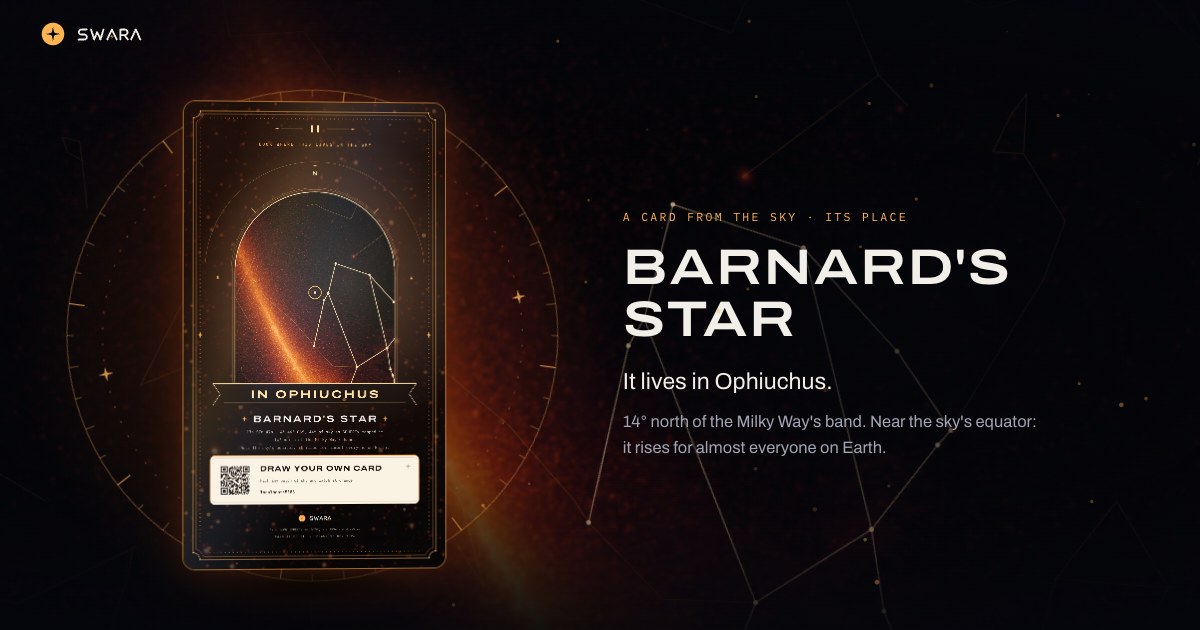 SWARA
II
N
IN OPHIUCHUS
BARNARD'S STAR
DRAW YOUR OWN CARD
SWARA
A CARD FROM THE SKY · ITS PLACE
BARNARD'S
STAR
It lives in Ophiuchus.
14° north of the Milky Way's band. Near the sky's equator:
it rises for almost everyone on Earth.